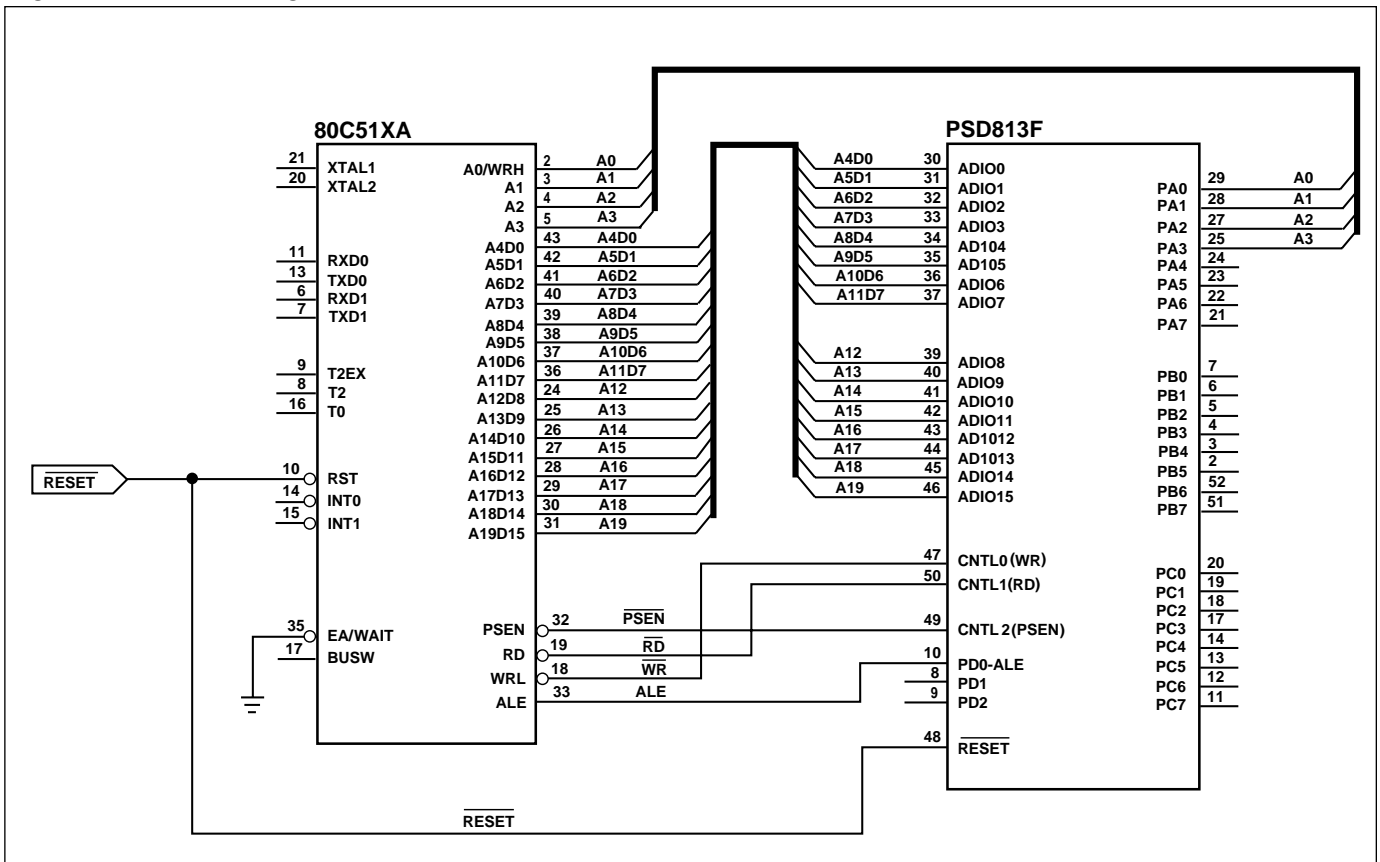 80C51XA
21 XTAL1
20 XTAL2
11 RXD0
13 TXD0
6 RXD1
7 TXD1
9 T2EX
8 T2
16 T0
RESET
10 RST
14 INT0
15 INT1
35 EA/WAIT
17 BUSW
A0/WRH 2 A0
A1 3 A1
A2 4 A2
A3 5 A3
A4D0 43 A4D0
A5D1 42 A5D1
A6D2 41 A6D2
A7D3 40 A7D3
A8D4 39 A8D4
A9D5 38 A9D5
A10D6 37 A10D6
A11D7 36 A11D7
A12D8 24 A12
A13D9 25 A13
A14D10 26 A14
A15D11 27 A15
A16D12 28 A16
A17D13 29 A17
A18D14 30 A18
A19D15 31 A19
PSEN 32 PSEN
RD 19 RD
WRL 18 WR
ALE 33 ALE
RESET
PSD813F
A4D0 30 ADIO0
A5D1 31 ADIO1
A6D2 32 ADIO2
A7D3 33 ADIO3
A8D4 34 AD104
A9D5 35 AD105
A10D6 36 ADIO6
A11D7 37 ADIO7
A12 39 ADIO8
A13 40 ADIO9
A14 41 ADIO10
A15 42 ADIO11
A16 43 AD1012
A17 44 AD1013
A18 45 ADIO14
A19 46 ADIO15
47 CNTL0(WR)
50 CNTL1(RD)
49 CNTL 2(PSEN)
10 PD0-ALE
8 PD1
9 PD2
48 RESET
PA0 29 A0
PA1 28 A1
PA2 27 A2
PA3 25 A3
PA4 24
PA5 23
PA6 22
PA7 21
PB0 7
PB1 6
PB2 5
PB3 4
PB4 3
PB5 2
PB6 52
PB7 51
PC0 20
PC1 19
PC2 18
PC3 17
PC4 14
PC5 13
PC6 12
PC7 11